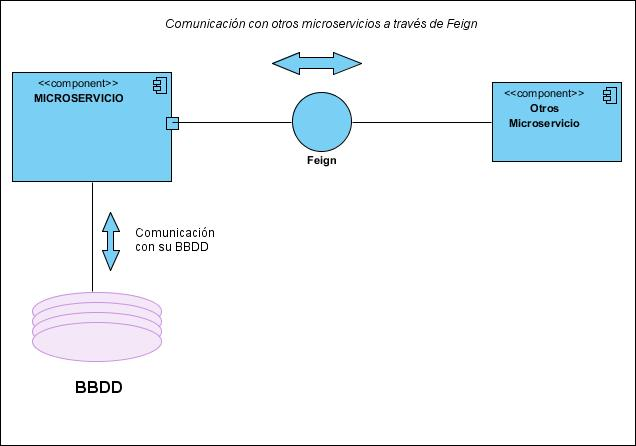 Comunicación con otros microservicios a través de Feign
<<component>>
MICROSERVICIO
<<component>>
Otros
Microservicio
Feign
Comunicación
con su BBDD
BBDD